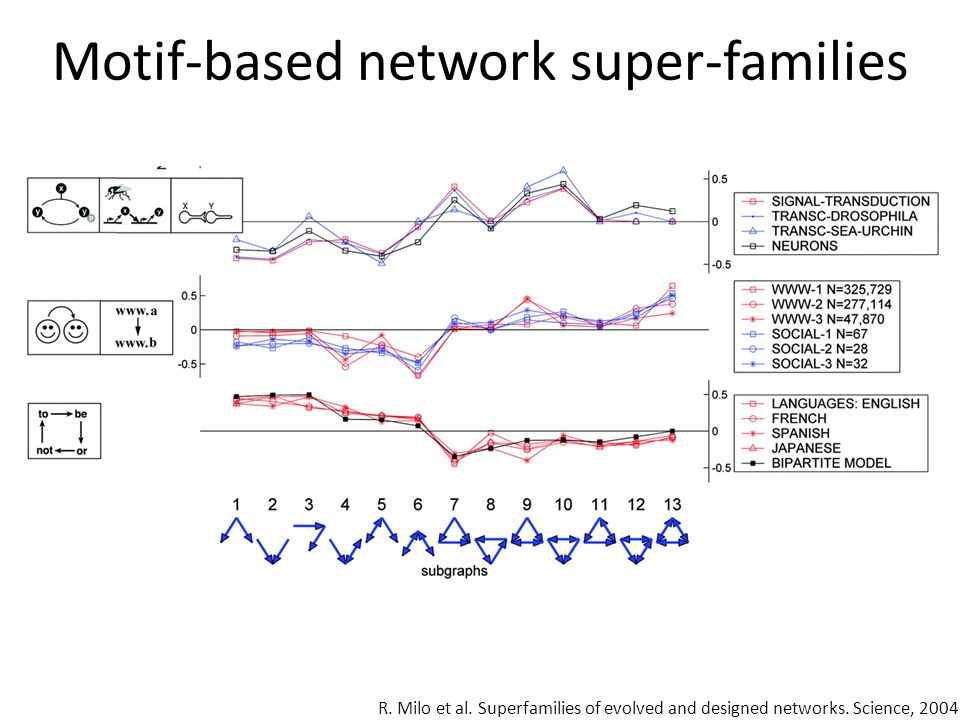 Motif-based network super-families
X
y
y
p
x
y
X Y
0.5
0
-0.5
SIGNAL-TRANSDUCTION
TRANSC-DROSOPHILA
TRANSC-SEA-URCHIN
NEURONS
www.a
www.b
0.5
0
-0.5
WWW-1 N=325,729
WWW-2 N=277,114
WWW-3 N=47,870
SOCIAL-1 N=67
SOCIAL-2 N=28
SOCIAL-3 N=32
to be
not or
0.5
0
-0.5
LANGUAGES: ENGLISH
FRENCH
SPANISH
JAPANESE
BIPARTITE MODEL
1 2 3 4 5 6 7 8 9 10 11 12 13
subgraphs
R. Milo et al. Superfamilies of evolved and designed networks. Science, 2004